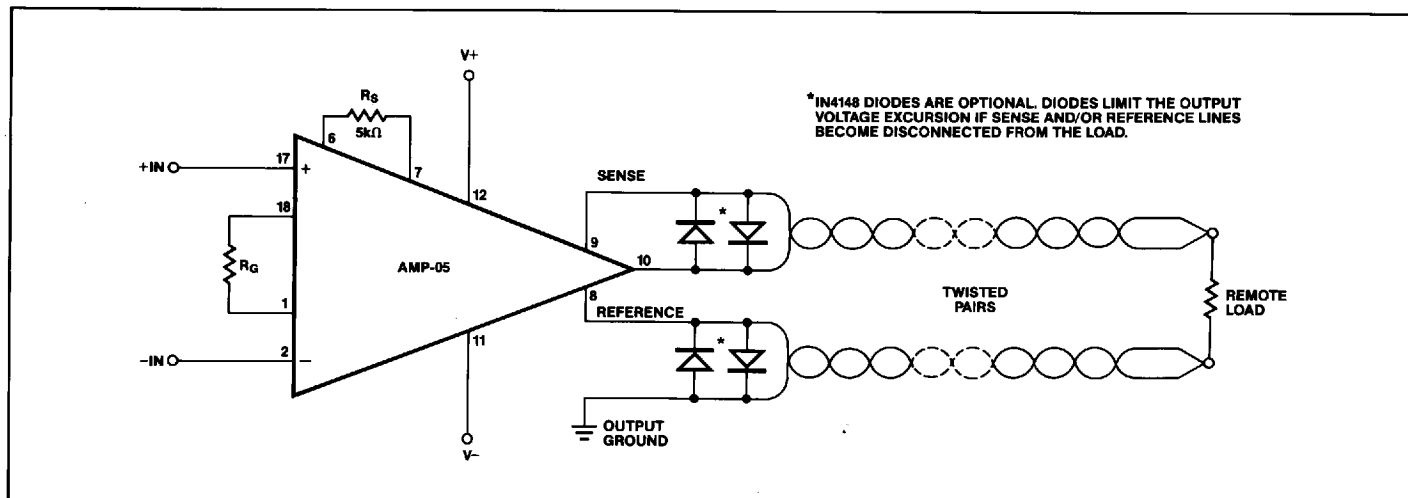 V+
RS
5kΩ
6
7
*IN4148 DIODES ARE OPTIONAL. DIODES LIMIT THE OUTPUT
VOLTAGE EXCURSION IF SENSE AND/OR REFERENCE LINES
BECOME DISCONNECTED FROM THE LOAD.
+IN
17
+
12
SENSE
18
*
9
RG
AMP-05
10
8
TWISTED
PAIRS
REMOTE
LOAD
1
REFERENCE
-IN
2
−
11
*
OUTPUT
GROUND
V−